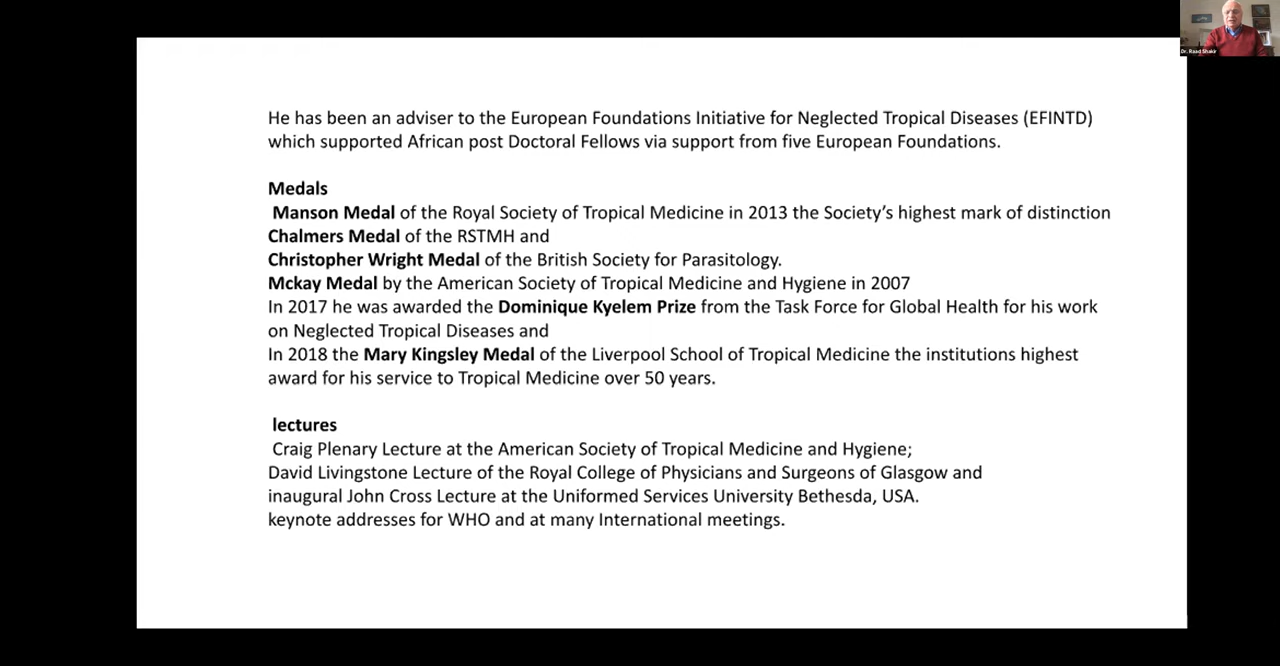 Dr. Raad Shakir
He has been an adviser to the European Foundations Initiative for Neglected Tropical Diseases (EFINTD)
which supported African post Doctoral Fellows via support from five European Foundations.
Medals
Manson Medal of the Royal Society of Tropical Medicine in 2013 the Society’s highest mark of distinction
Chalmers Medal of the RSTMH and
Christopher Wright Medal of the British Society for Parasitology.
Mckay Medal by the American Society of Tropical Medicine and Hygiene in 2007
In 2017 he was awarded the Dominique Kyelem Prize from the Task Force for Global Health for his work
on Neglected Tropical Diseases and
In 2018 the Mary Kingsley Medal of the Liverpool School of Tropical Medicine the institutions highest
award for his service to Tropical Medicine over 50 years.
lectures
Craig Plenary Lecture at the American Society of Tropical Medicine and Hygiene;
David Livingstone Lecture of the Royal College of Physicians and Surgeons of Glasgow and
inaugural John Cross Lecture at the Uniformed Services University Bethesda, USA.
keynote addresses for WHO and at many International meetings.